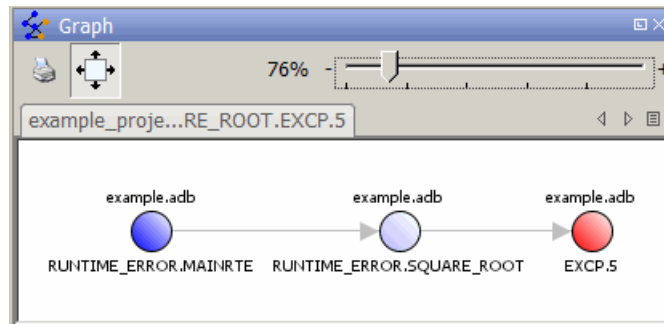 Graph
76% - +
example_proje...RE_ROOT.EXCP.5
example.adb example.adb example.adb
RUNTIME_ERROR.MAINRTE RUNTIME_ERROR.SQUARE_ROOT EXCP.5